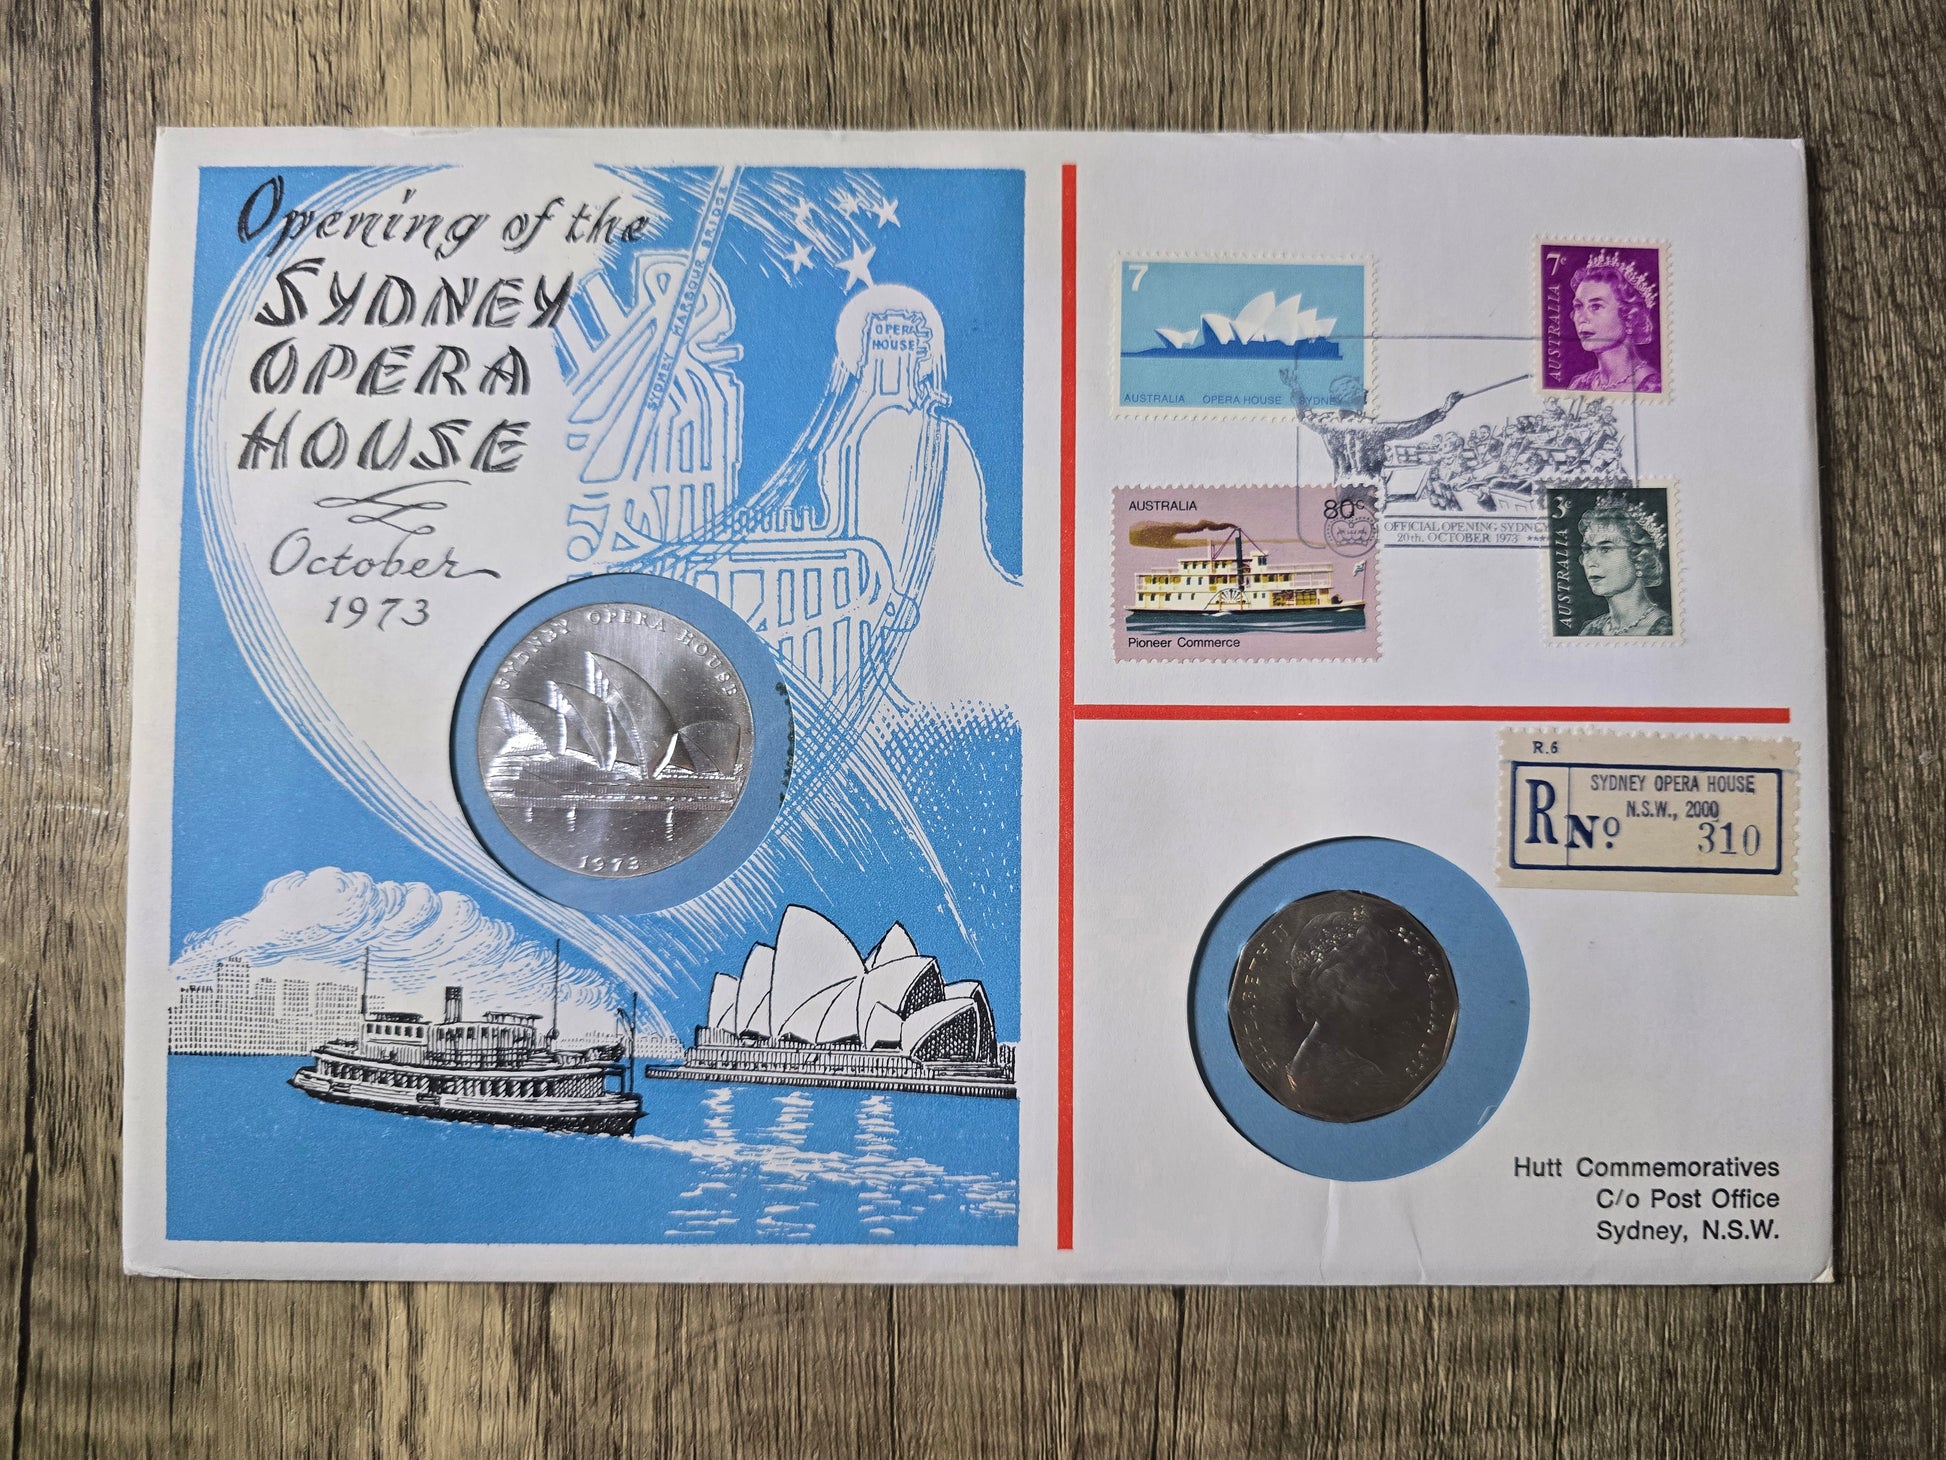 Opening of the
SYDNEY
OPERA
HOUSE
October
1973
SYDNEY HARBOUR BRIDGE
OPERA
HOUSE
SYDNEY OPERA HOUSE
1973
7
AUSTRALIA OPERA HOUSE SYDNEY
7c
AUSTRALIA
AUSTRALIA 80c
Pioneer Commerce
OFFICIAL OPENING SYDNEY
20th. OCTOBER 1973 ★★★
3c
AUSTRALIA
R.6
R No 310
SYDNEY OPERA HOUSE
N.S.W., 2000
ELIZABETH II AUSTRALIA
Hutt Commemoratives
C/o Post Office
Sydney, N.S.W.